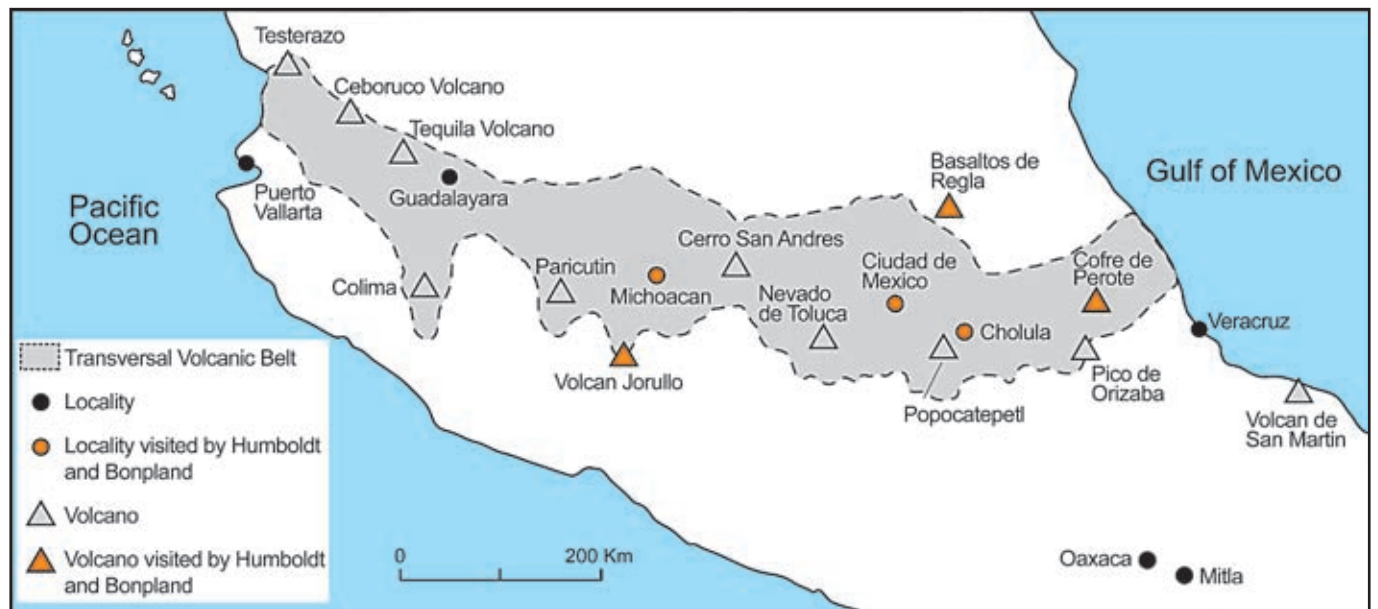 Testerazo
Ceboruco Volcano
Tequila Volcano
Puerto
Vallarta
Guadalayara
Pacific
Ocean
Colima
Paricutin
Michoacan
Volcan Jorullo
Cerro San Andres
Nevado
de Toluca
Ciudad de
Mexico
Basaltos de
Regla
Gulf of Mexico
Cofre de
Perote
Cholula
Popocatepetl
Pico de
Orizaba
Veracruz
Volcan de
San Martin
Oaxaca
Mitla
Transversal Volcanic Belt
Locality
Locality visited by Humboldt
and Bonpland
Volcano
Volcano visited by Humboldt
and Bonpland
0 200 Km